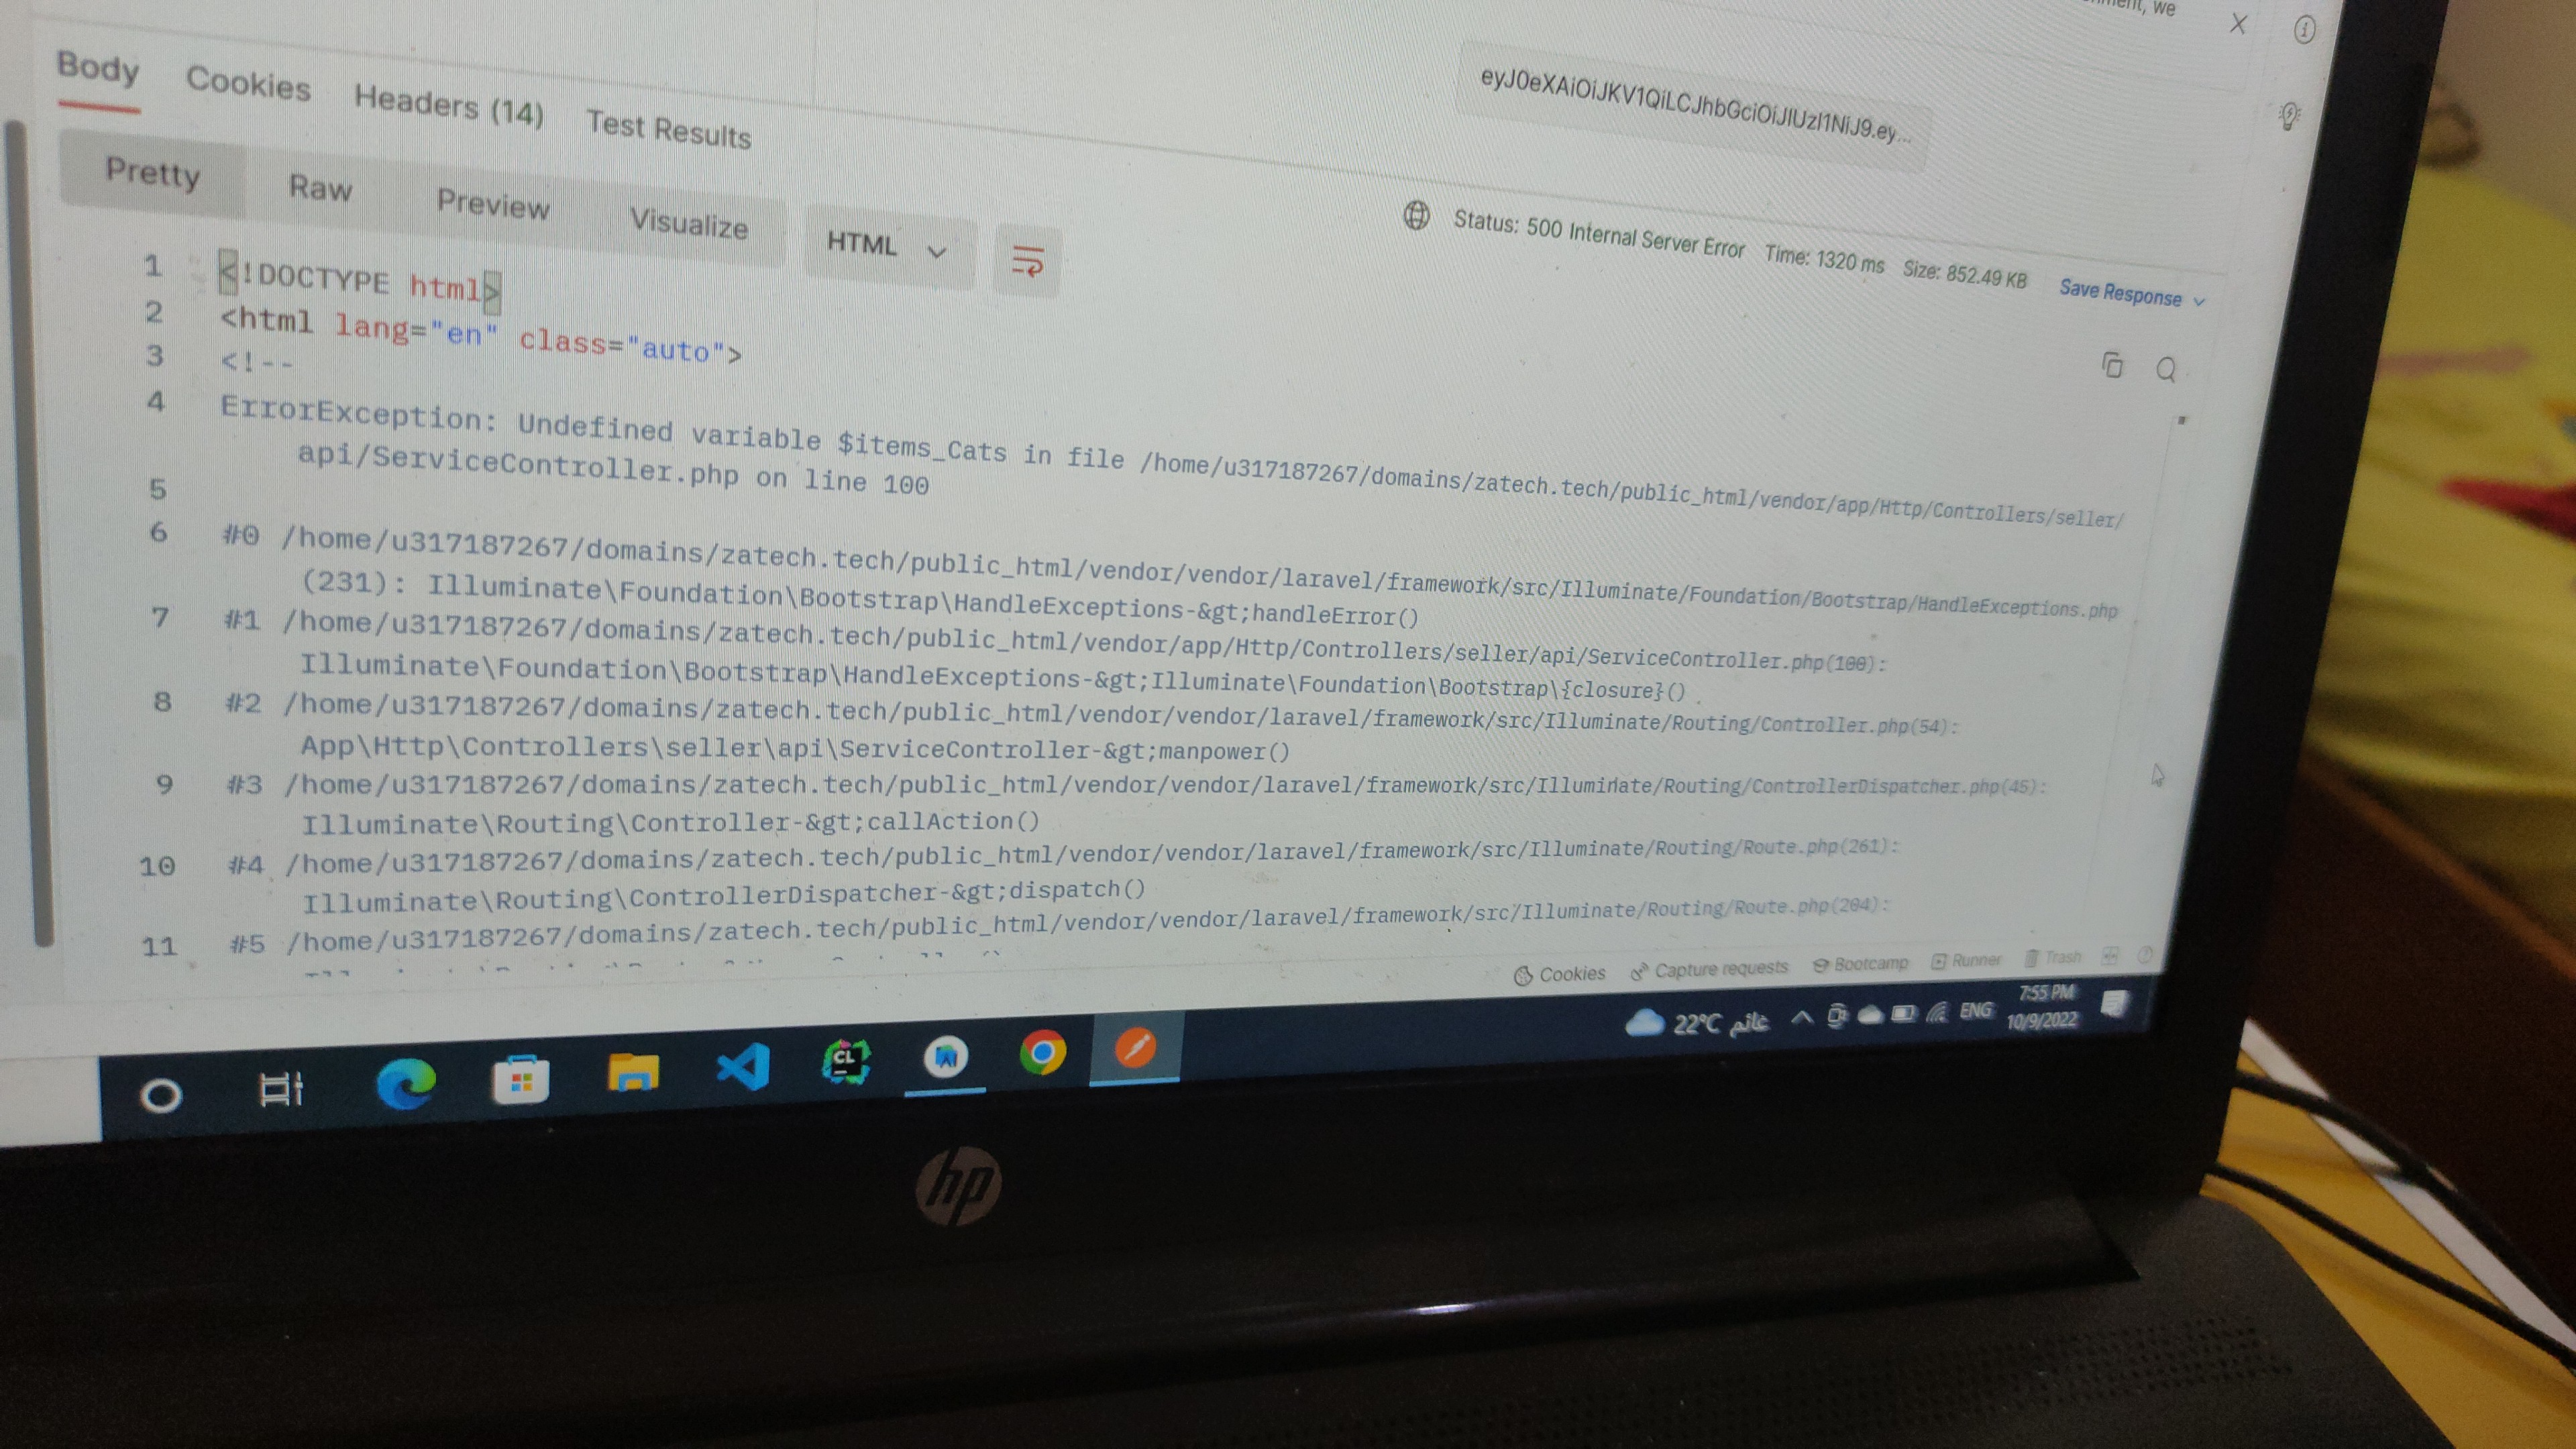 ment, we
eyJ0eXAiOiJKV1QiLCJhbGciOiJIUzI1NiJ9.ey...
Body Cookies Headers (14) Test Results
Status: 500 Internal Server Error Time: 1320 ms Size: 852.49 KB Save Response
Pretty Raw Preview Visualize HTML
1 <!DOCTYPE html>
2 <html lang="en" class="auto">
3 <!--
4 ErrorException: Undefined variable $items_Cats in file /home/u317187267/domains/zatech.tech/public_html/vendor/app/Http/Controllers/seller/
api/ServiceController.php on line 100
5
6 #0 /home/u317187267/domains/zatech.tech/public_html/vendor/vendor/laravel/framework/src/Illuminate/Foundation/Bootstrap/HandleExceptions.php
(231): Illuminate\Foundation\Bootstrap\HandleExceptions-&gt;handleError()
7 #1 /home/u317187267/domains/zatech.tech/public_html/vendor/app/Http/Controllers/seller/api/ServiceController.php(100):
Illuminate\Foundation\Bootstrap\HandleExceptions-&gt;Illuminate\Foundation\Bootstrap\{closure}()
8 #2 /home/u317187267/domains/zatech.tech/public_html/vendor/vendor/laravel/framework/src/Illuminate/Routing/Controller.php(54):
App\Http\Controllers\seller\api\ServiceController-&gt;manpower()
9 #3 /home/u317187267/domains/zatech.tech/public_html/vendor/vendor/laravel/framework/src/Illuminate/Routing/ControllerDispatcher.php(45):
Illuminate\Routing\Controller-&gt;callAction()
10 #4 /home/u317187267/domains/zatech.tech/public_html/vendor/vendor/laravel/framework/src/Illuminate/Routing/Route.php(261):
Illuminate\Routing\ControllerDispatcher-&gt;dispatch()
11 #5 /home/u317187267/domains/zatech.tech/public_html/vendor/vendor/laravel/framework/src/Illuminate/Routing/Route.php(204):
Cookies Capture requests Bootcamp Runner Trash
CL
22°C غائم ENG 7:55 PM
10/9/2022
hp